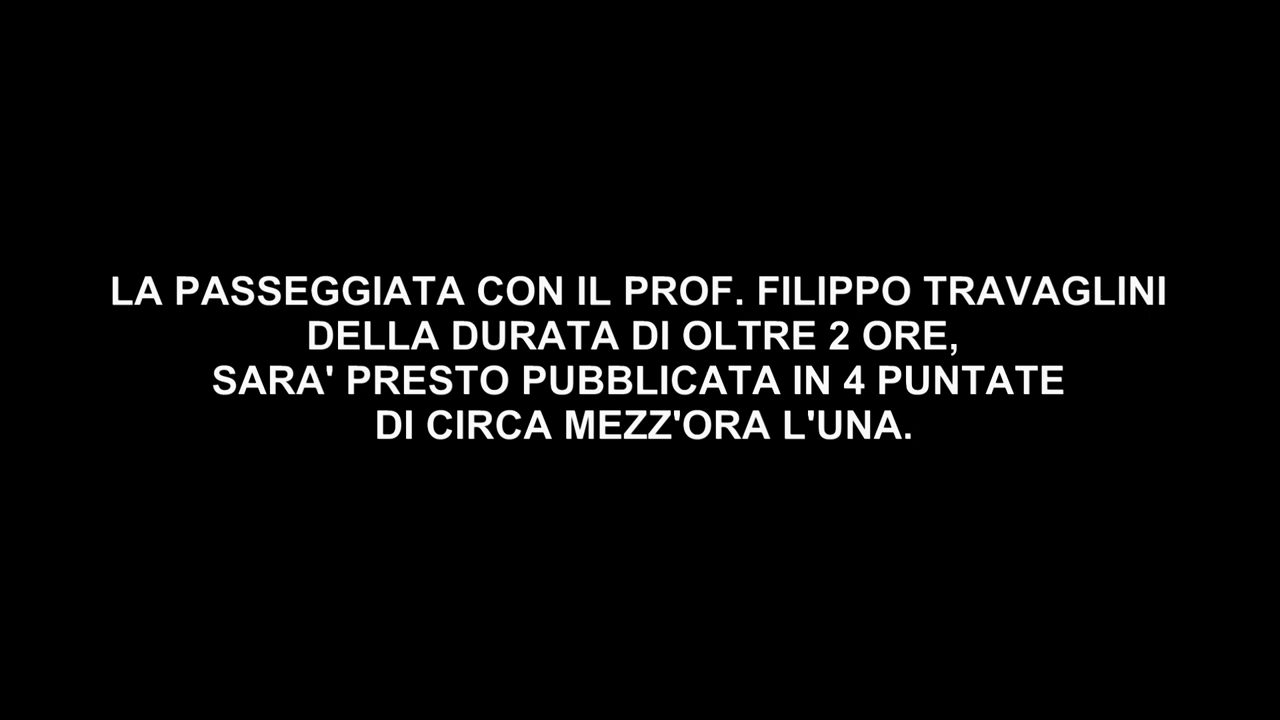 LA PASSEGGIATA CON IL PROF. FILIPPO TRAVAGLINI
DELLA DURATA DI OLTRE 2 ORE,
SARA' PRESTO PUBBLICATA IN 4 PUNTATE
DI CIRCA MEZZ'ORA L'UNA.